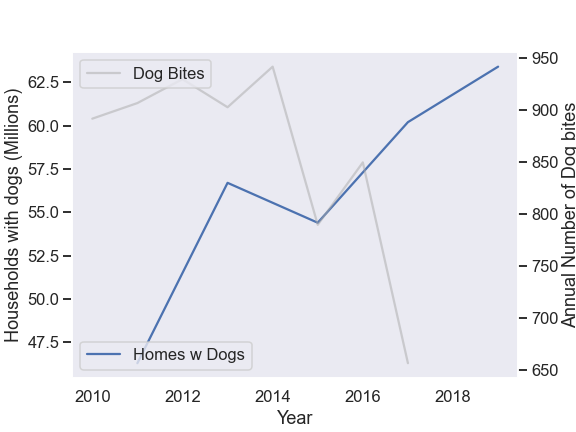 Dog Bites
Homes w Dogs
Households with dogs (Millions)
62.5
60.0
57.5
55.0
52.5
50.0
47.5
Annual Number of Dog bites
950
900
850
800
750
700
650
2010 2012 2014 2016 2018
Year